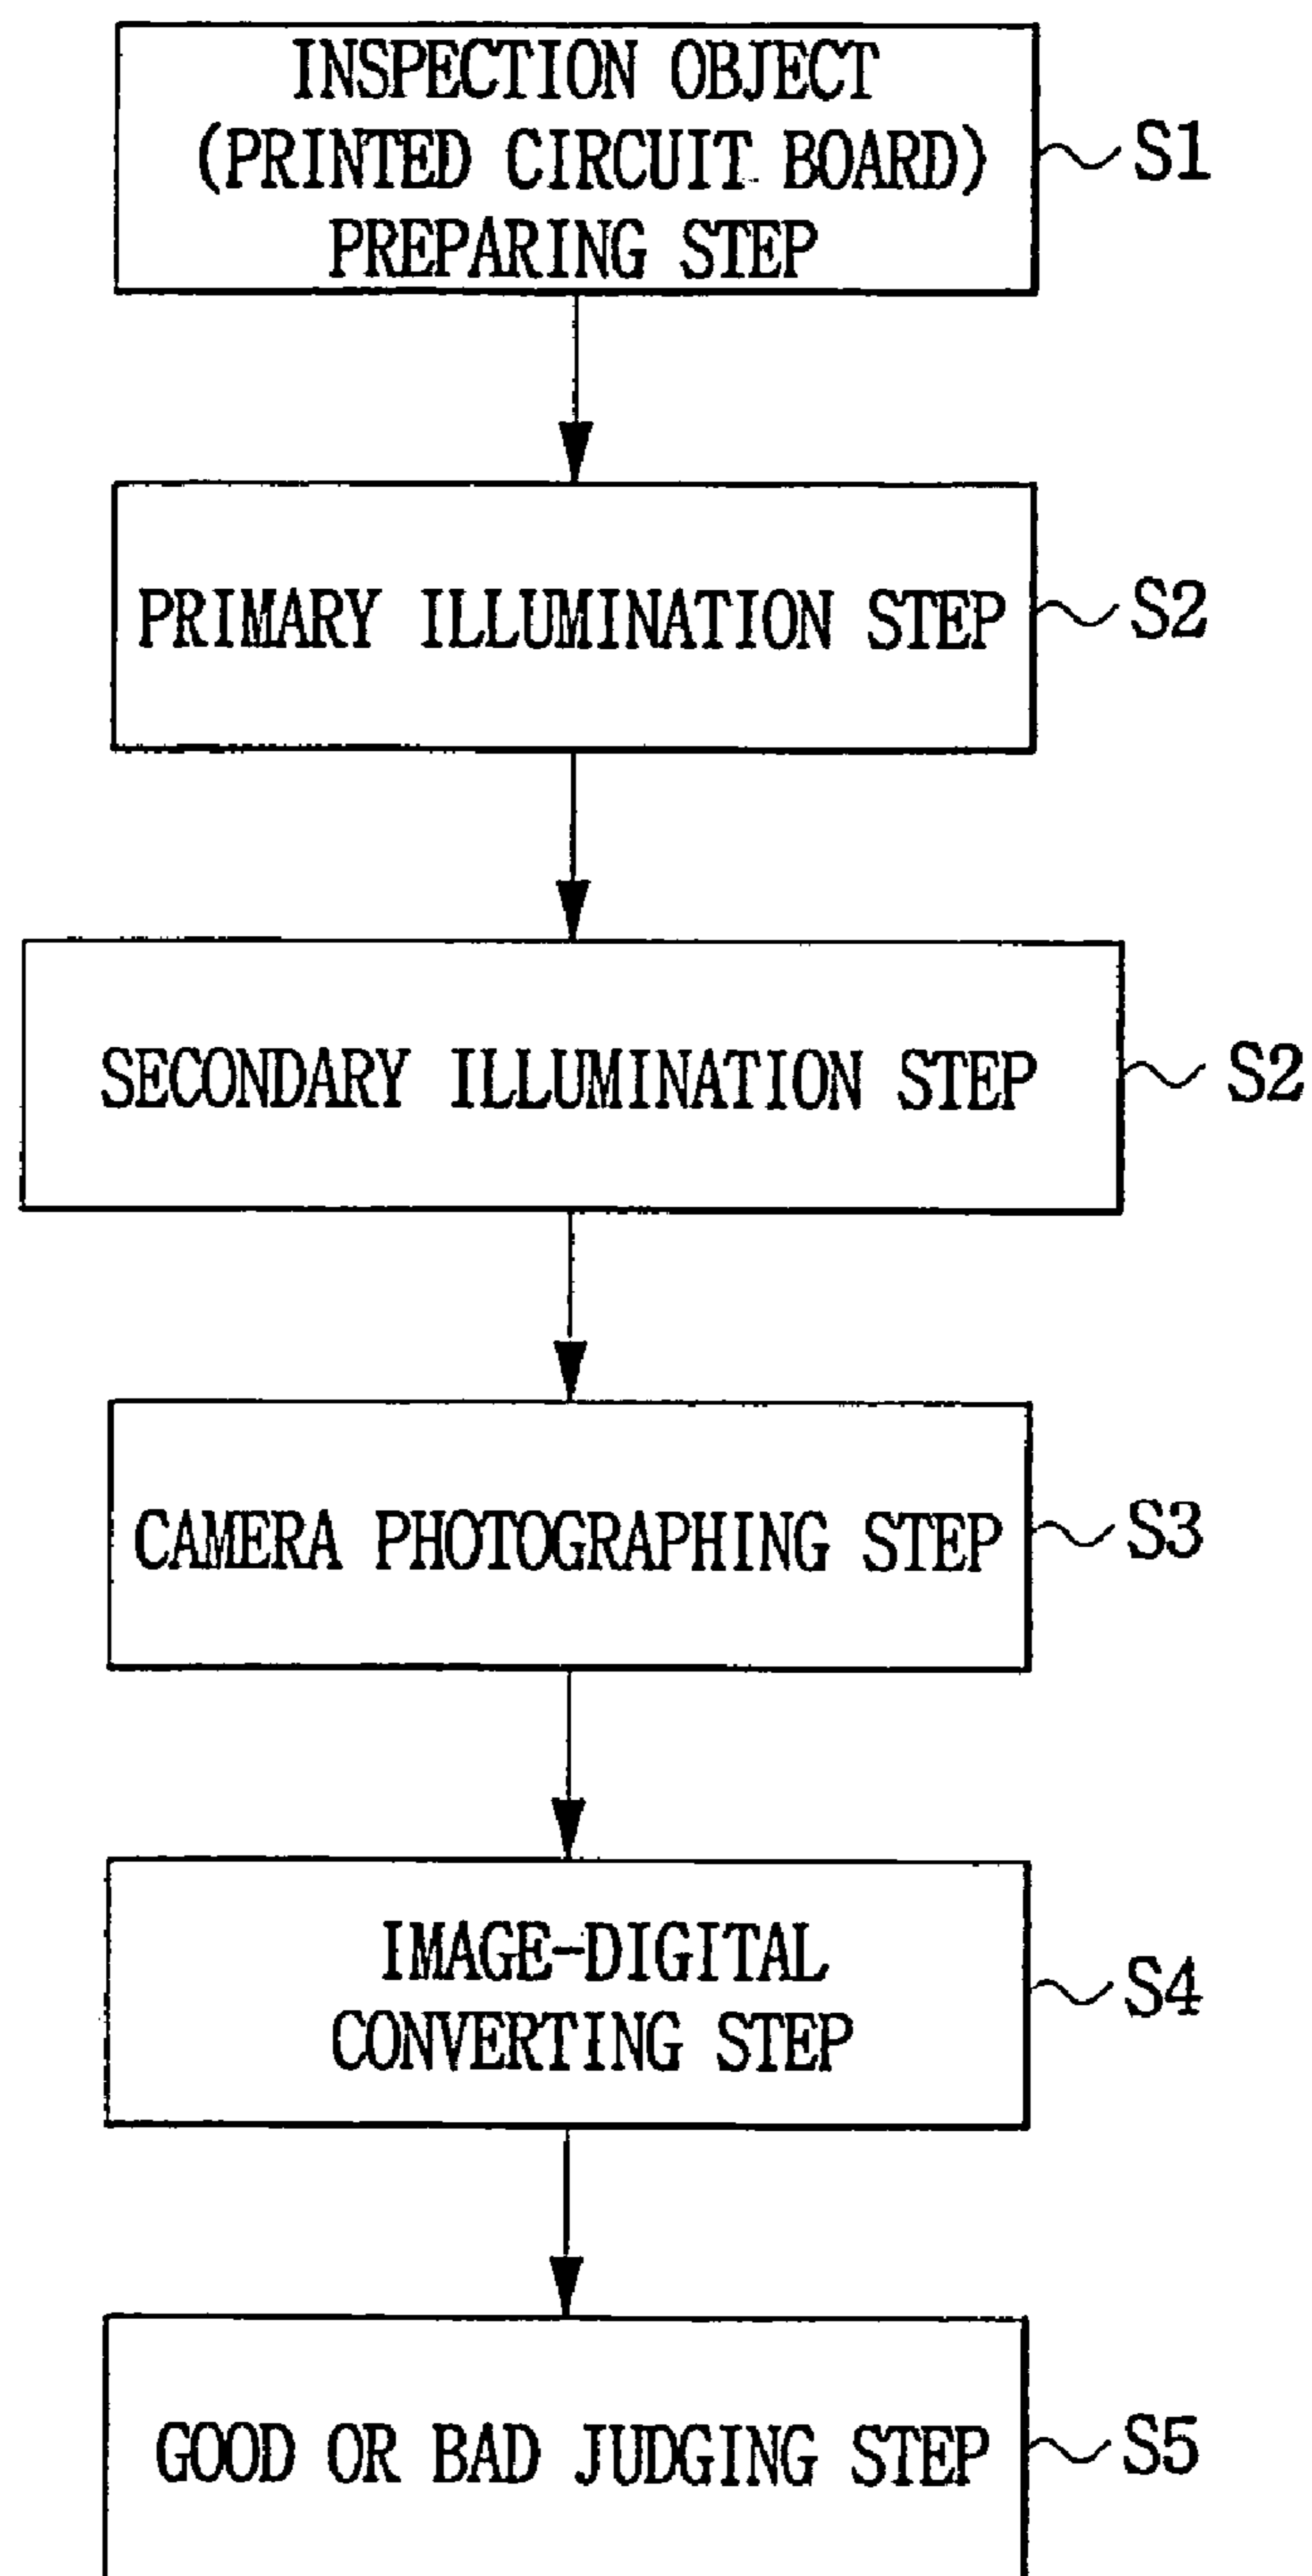 INSPECTION OBJECT
(PRINTED CIRCUIT BOARD)
PREPARING STEP
S1
PRIMARY ILLUMINATION STEP
S2
SECONDARY ILLUMINATION STEP
S2
CAMERA PHOTOGRAPHING STEP
S3
IMAGE-DIGITAL
CONVERTING STEP
S4
GOOD OR BAD JUDGING STEP
S5